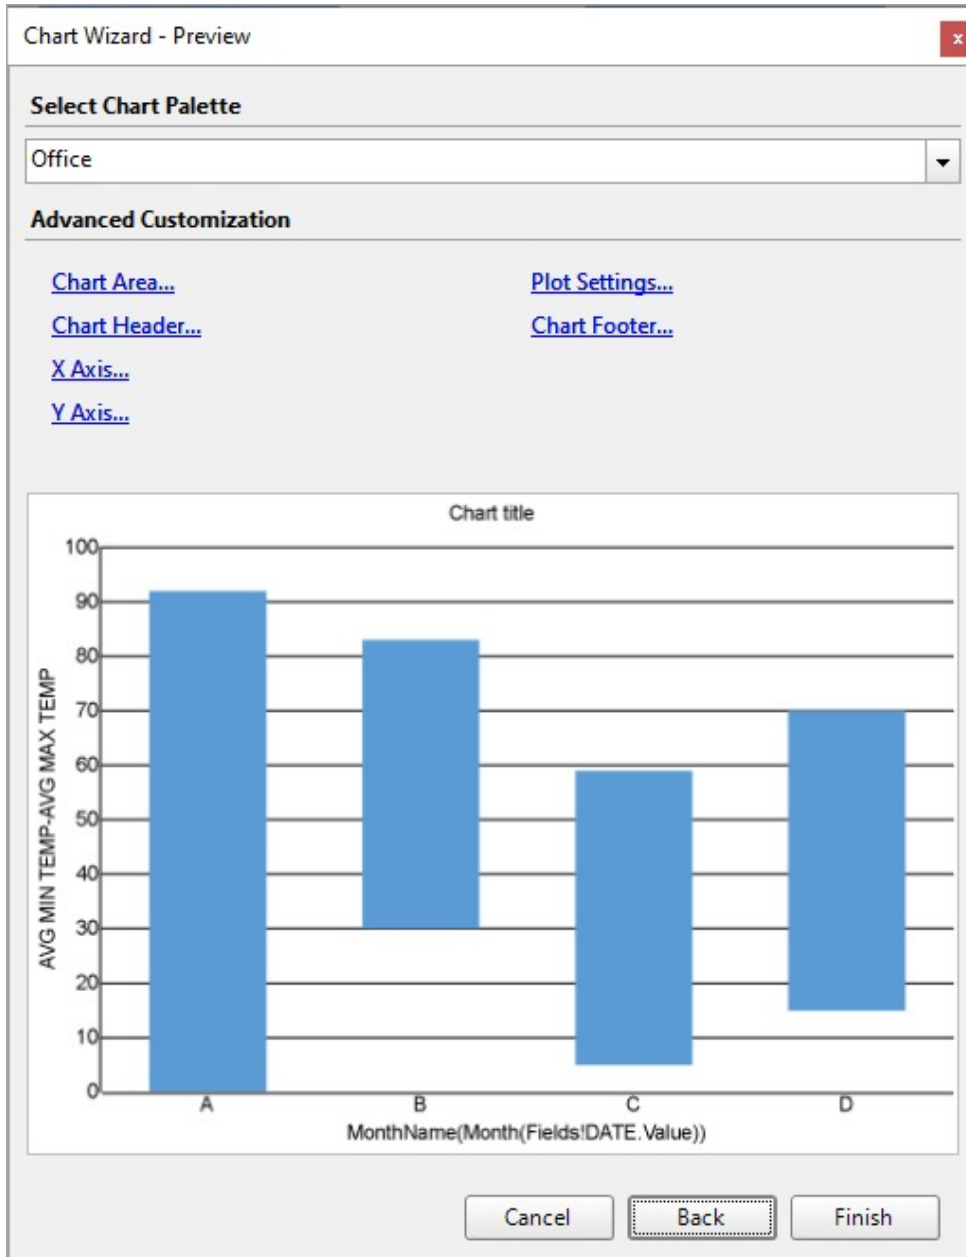 Chart Wizard - Preview
x
Select Chart Palette
Office
Advanced Customization
Chart Area...
Plot Settings...
Chart Header...
Chart Footer...
X Axis...
Y Axis...
Chart title
100
90
80
70
60
50
40
30
20
10
0
AVG MIN TEMP-AVG MAX TEMP
A B C D
MonthName(Month(Fields!DATE.Value))
Cancel Back Finish